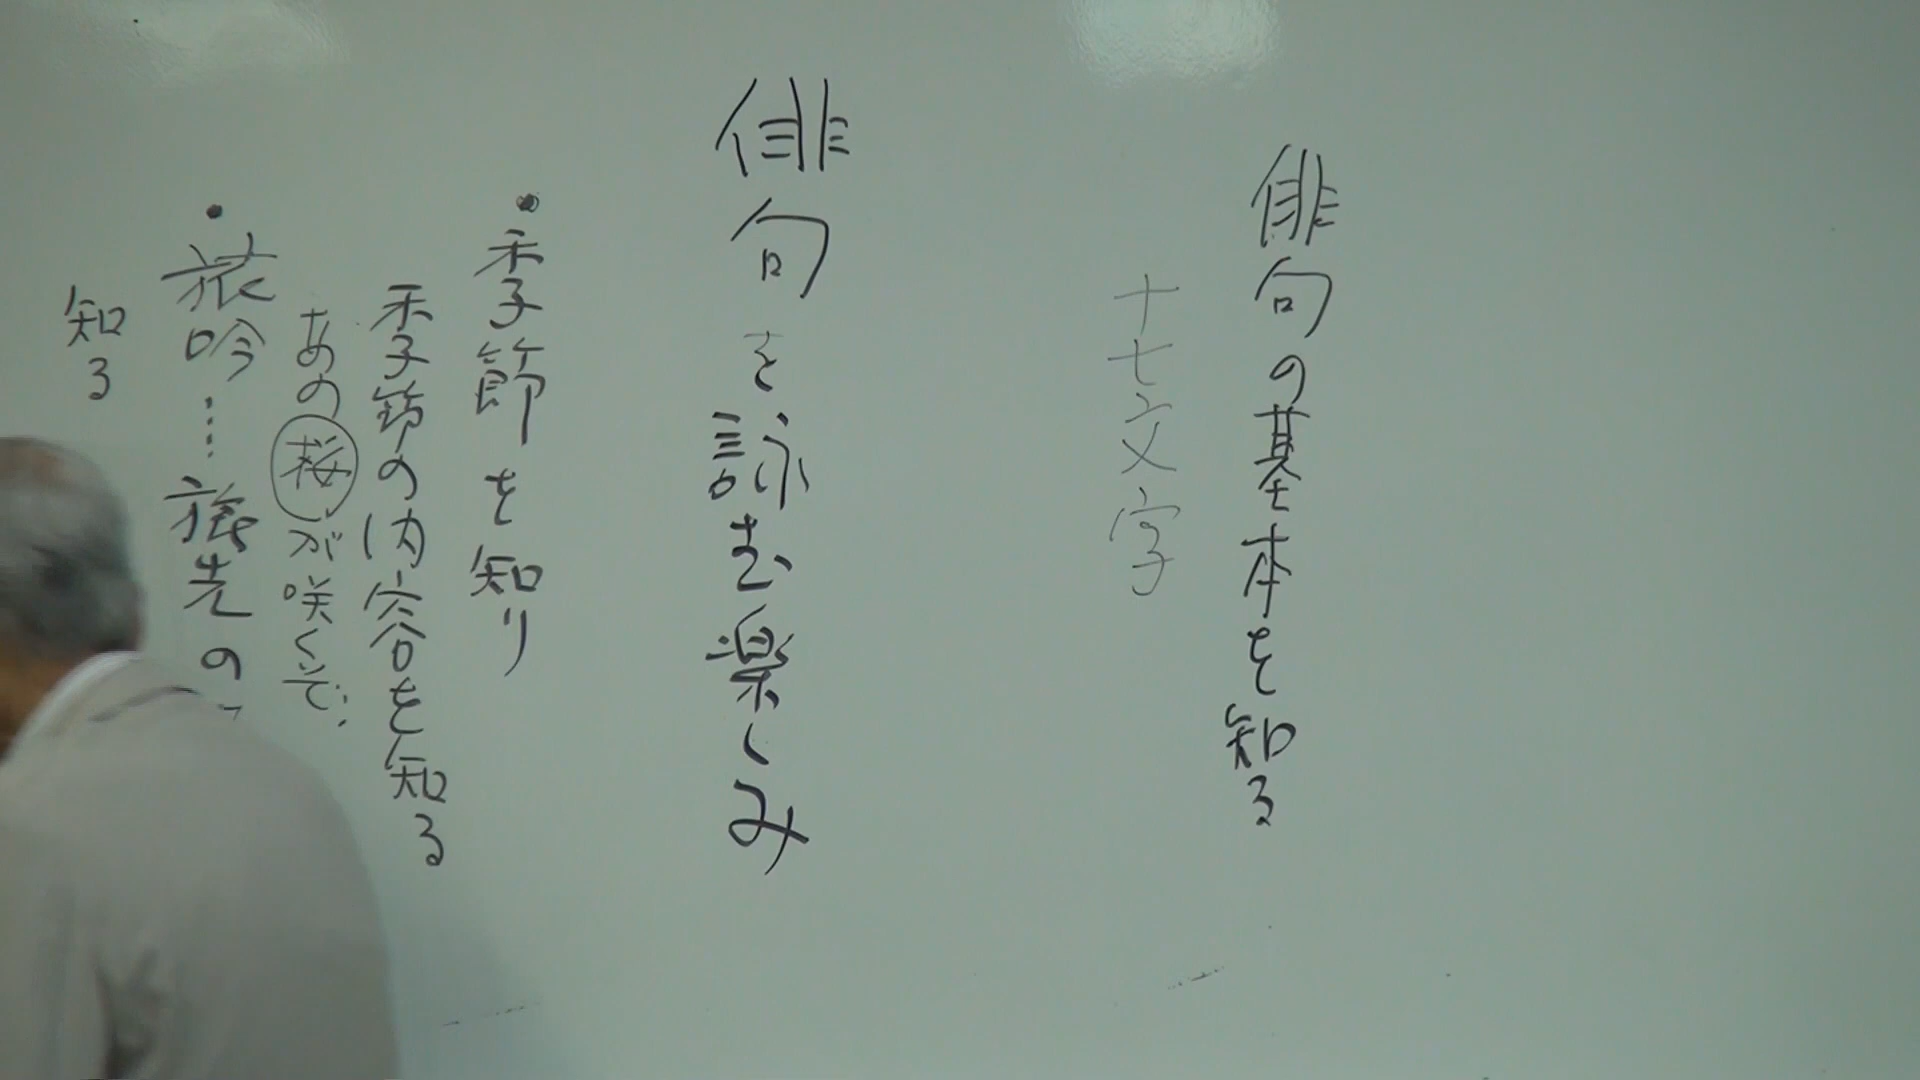 俳句の基本を知る
十七文字
俳句を詠む楽しみ
・季節を知り
季節の内容を知る
あの桜が咲くで、
・旅吟……旅先の
知る